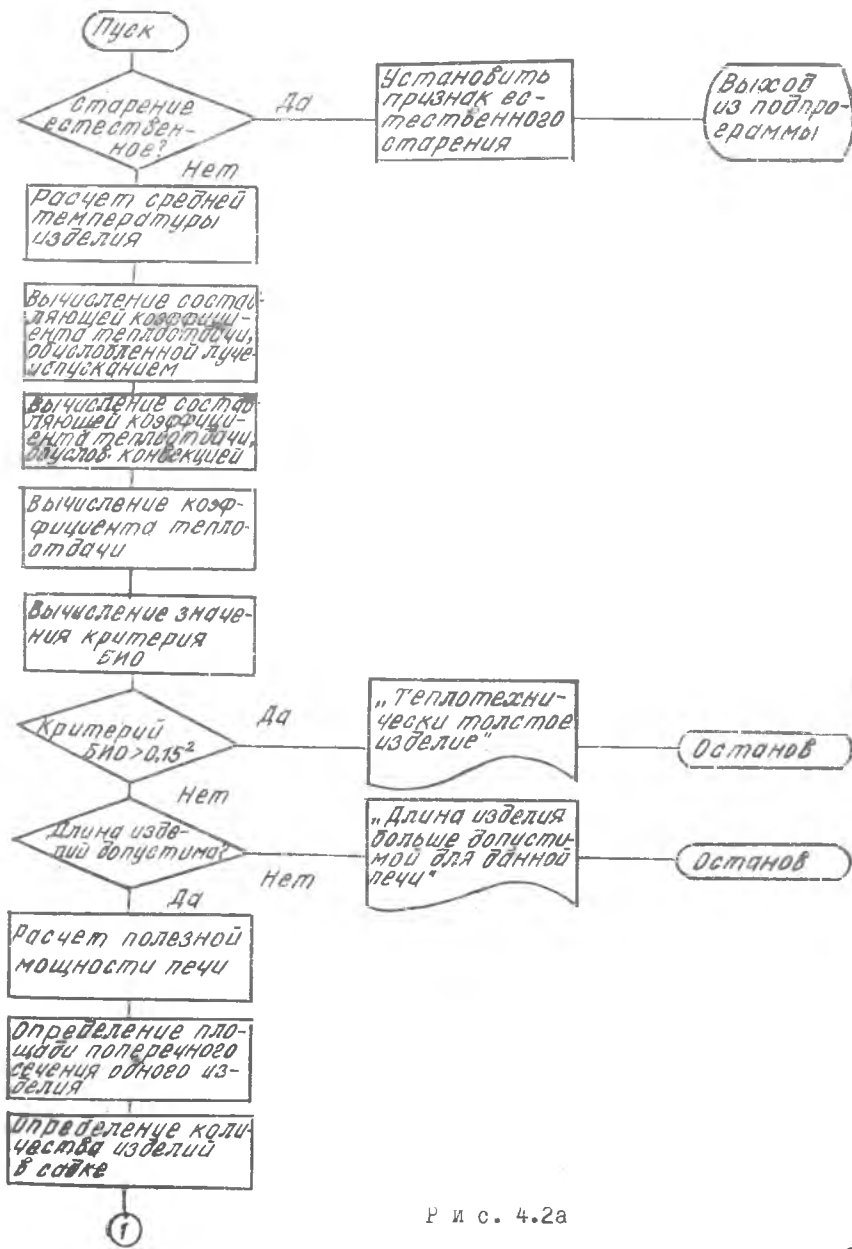 Пуск
Старение
естествен-
ное?
Да
Установить
признак ес-
тественного
старения
Выход
из подпро-
граммы
Нет
Расчет средней
температуры
изделия
Вычисление состав-
ляющей коэффици-
ента теплоотдачи,
обусловленной луче-
испусканием
Вычисление состав-
ляющей коэффици-
ента теплоотдачи,
обуслов. конвекцией
Вычисление коэф-
фициента тепло-
отдачи
Вычисление значе-
ния критерия
БИО
Критерий
БИО>0,15?
Да
„Теплотехни-
чески толстое
изделие"
Останов
Нет
Длина изде-
лий допустима?
Нет
„Длина изделия
больше допусти-
мой для данной
печи"
Останов
Да
Расчет полезной
мощности печи
Определение пло-
щади поперечного
сечения одного из-
делия
Определение коли-
чества изделий
в садке
1
Рис. 4.2а